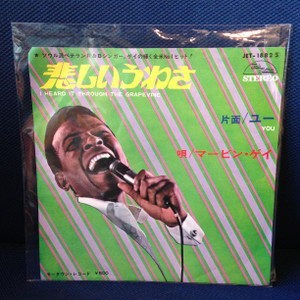 JET-1882 S
STEREO
悲しいうわさ
I HEARD IT THROUGH THE GRAPEVINE
片面/ユー
YOU
唄/マービン・ゲイ